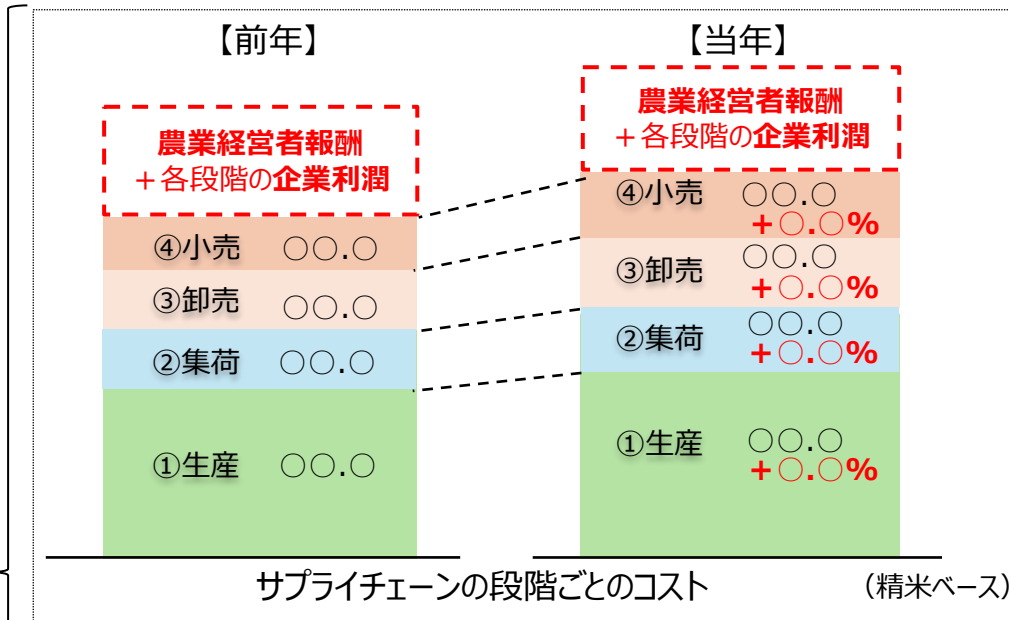 【前年】
農業経営者報酬
＋各段階の企業利潤
④小売 ○○.○
③卸売 ○○.○
②集荷 ○○.○
①生産 ○○.○
【当年】
農業経営者報酬
＋各段階の企業利潤
④小売 ○○.○
＋○.○%
③卸売 ○○.○
＋○.○%
②集荷 ○○.○
＋○.○%
①生産 ○○.○
＋○.○%
サプライチェーンの段階ごとのコスト
（精米ベース）